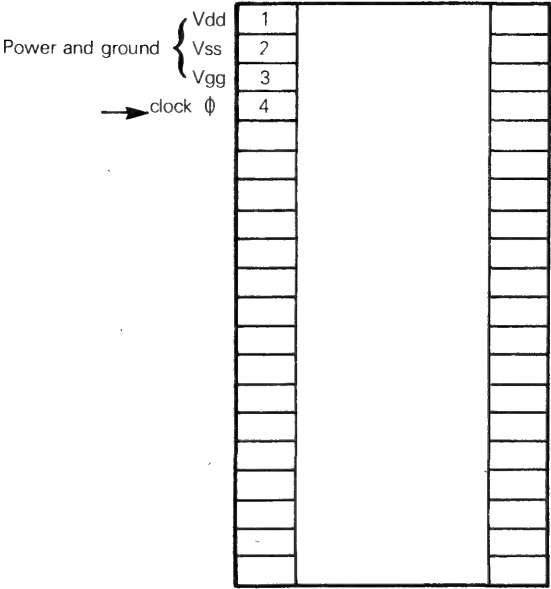 Vdd 1
Power and ground { Vss 2
Vgg 3
clock ϕ 4